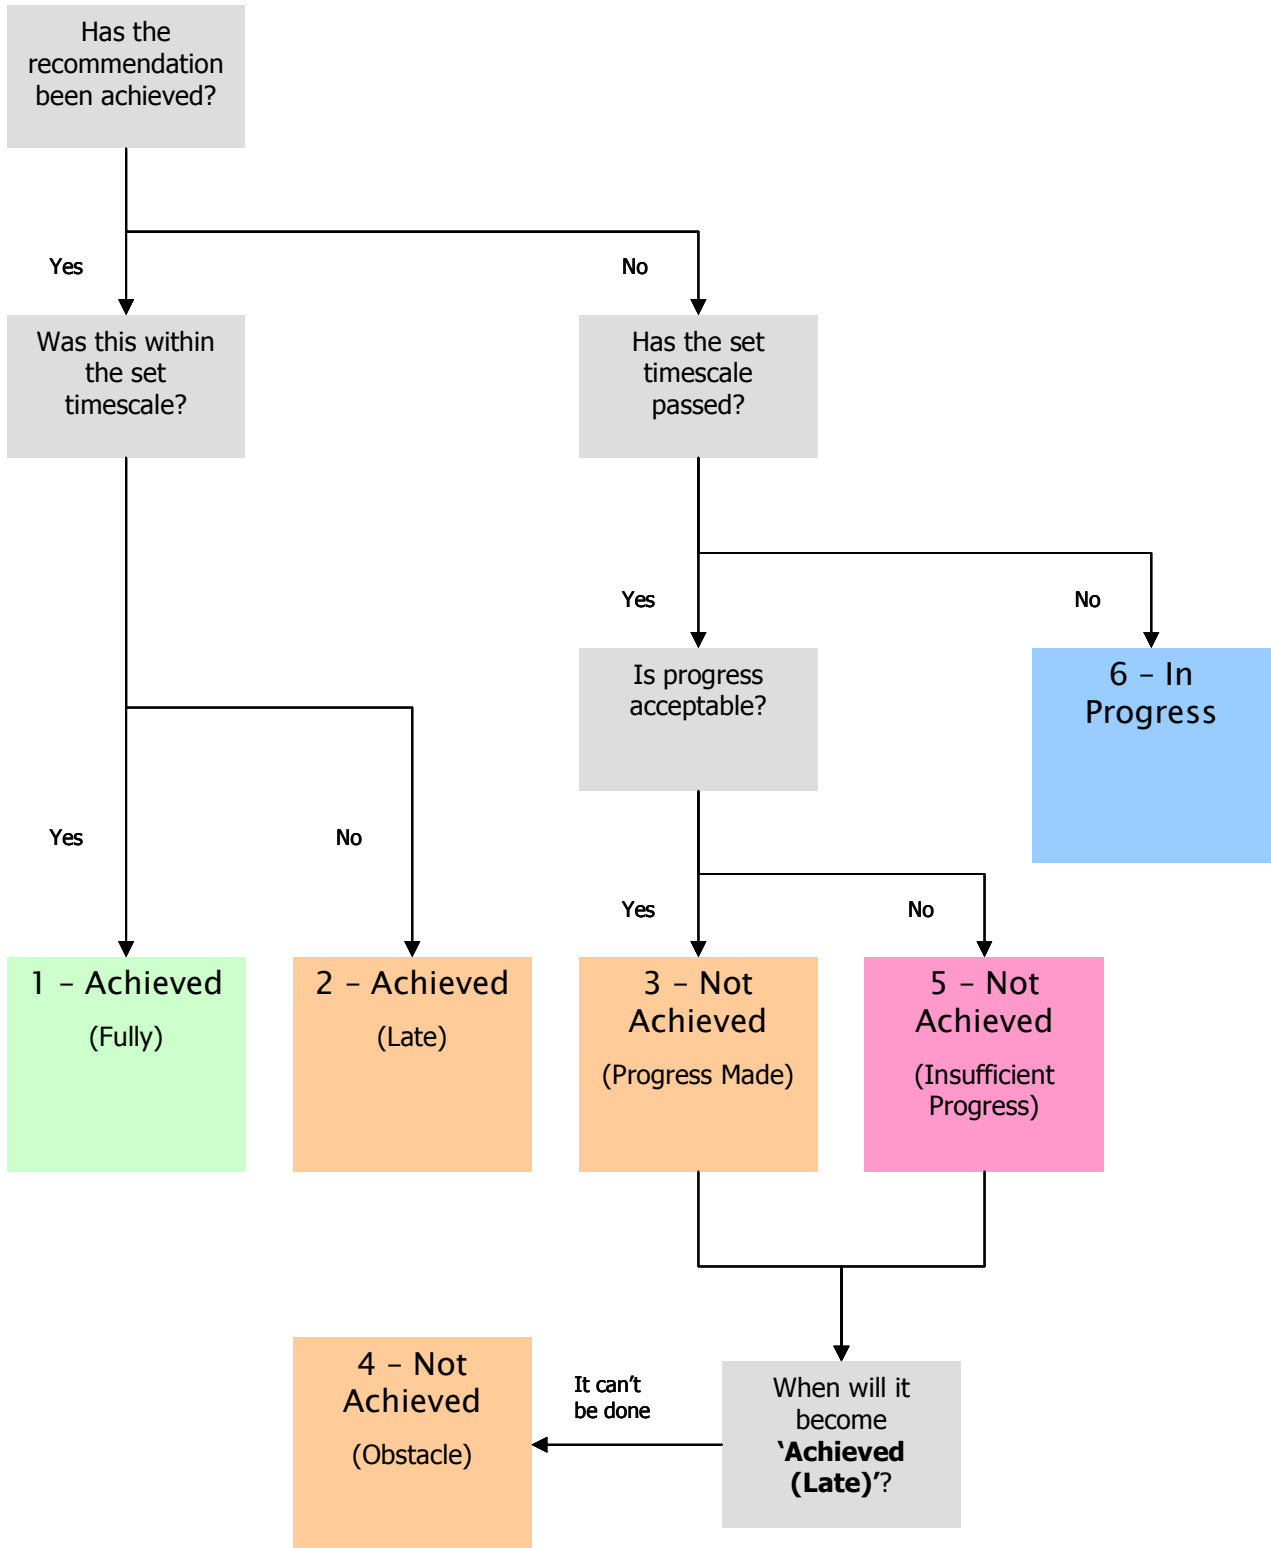 Has the
recommendation
been achieved?
Yes
No
Was this within
the set
timescale?
Has the set
timescale
passed?
Yes
No
Is progress
acceptable?
6 – In
Progress
Yes
No
Yes
No
1 – Achieved
(Fully)
2 – Achieved
(Late)
3 – Not
Achieved
(Progress Made)
5 – Not
Achieved
(Insufficient
Progress)
4 – Not
Achieved
(Obstacle)
It can’t
be done
When will it
become
‘Achieved
(Late)’?